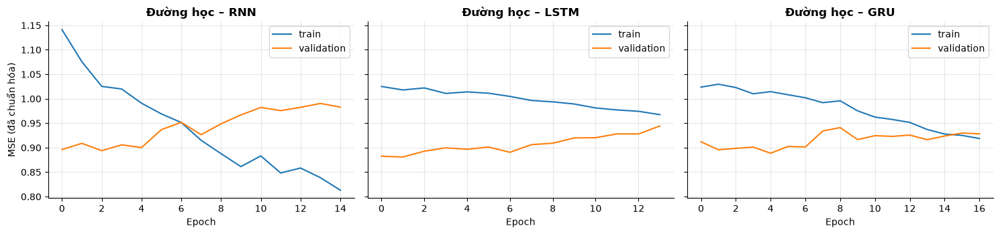 Đường học – RNN
Đường học – LSTM
Đường học – GRU
MSE (đã chuẩn hóa)
1.15
1.10
1.05
1.00
0.95
0.90
0.85
0.80
train
validation
train
validation
train
validation
0 2 4 6 8 10 12 14
0 2 4 6 8 10 12
0 2 4 6 8 10 12 14 16
Epoch
Epoch
Epoch